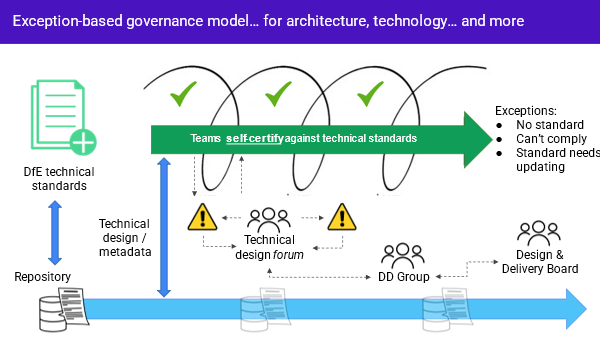 Exception-based governance model... for architecture, technology... and more
Exceptions:
● No standard
● Can't comply
● Standard needs
updating
Teams self-certify against technical standards
DfE technical
standards
Technical
design /
metadata
Technical
design forum
Design &
Delivery Board
DD Group
Repository